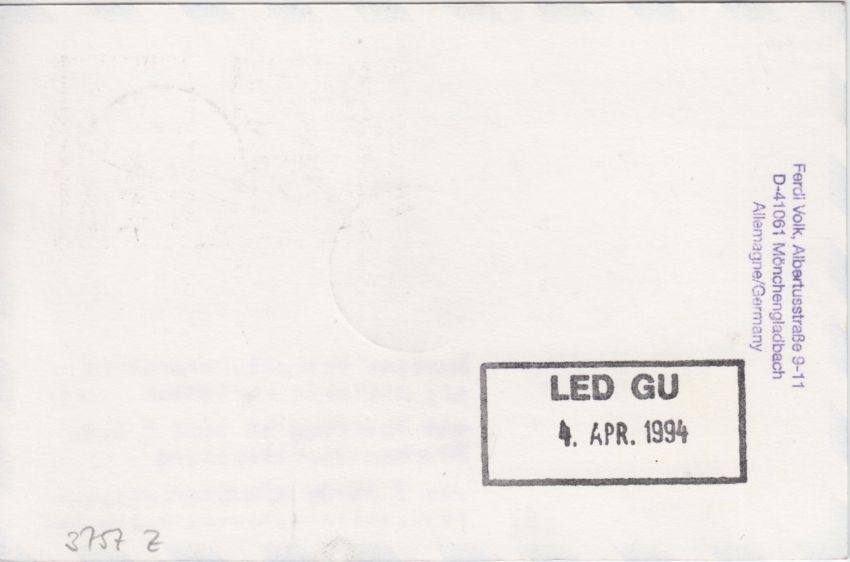 Ferdi Volk, Albertusstraße 9-11
D-41061 Mönchengladbach
Allemagne/Germany
LED GU
4. APR. 1994
3757 Z